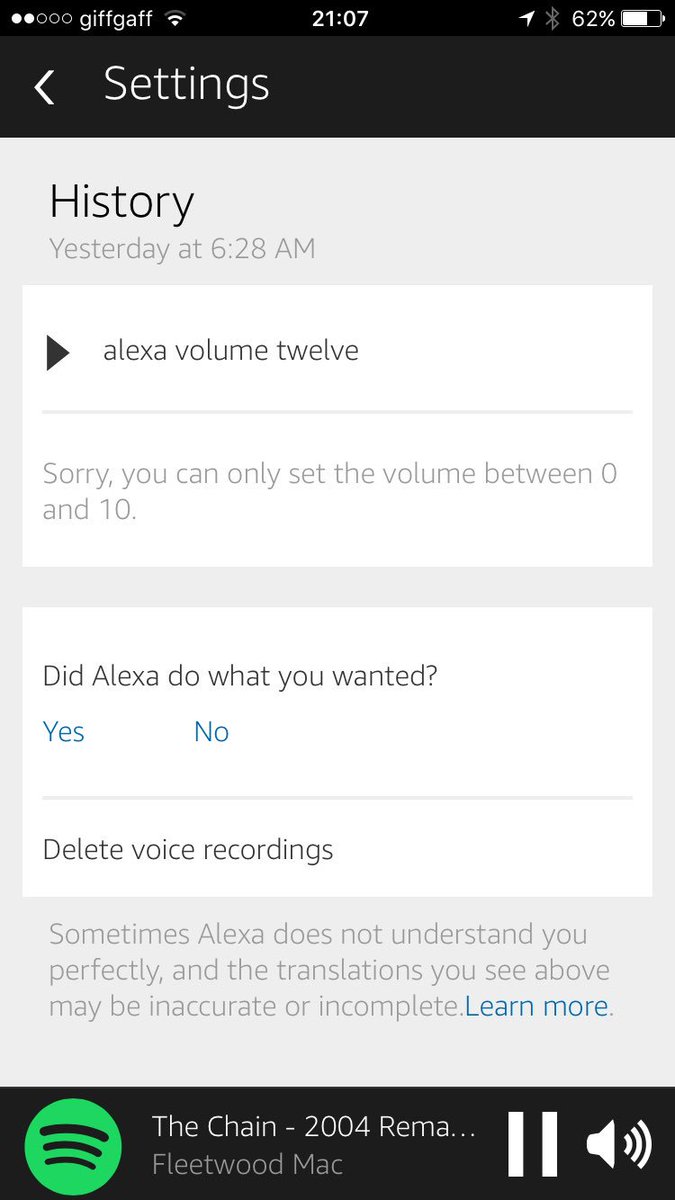 giffgaff 21:07 62%
Settings
History
Yesterday at 6:28 AM
alexa volume twelve
Sorry, you can only set the volume between 0
and 10.
Did Alexa do what you wanted?
Yes No
Delete voice recordings
Sometimes Alexa does not understand you
perfectly, and the translations you see above
may be inaccurate or incomplete.Learn more.
The Chain - 2004 Rema...
Fleetwood Mac